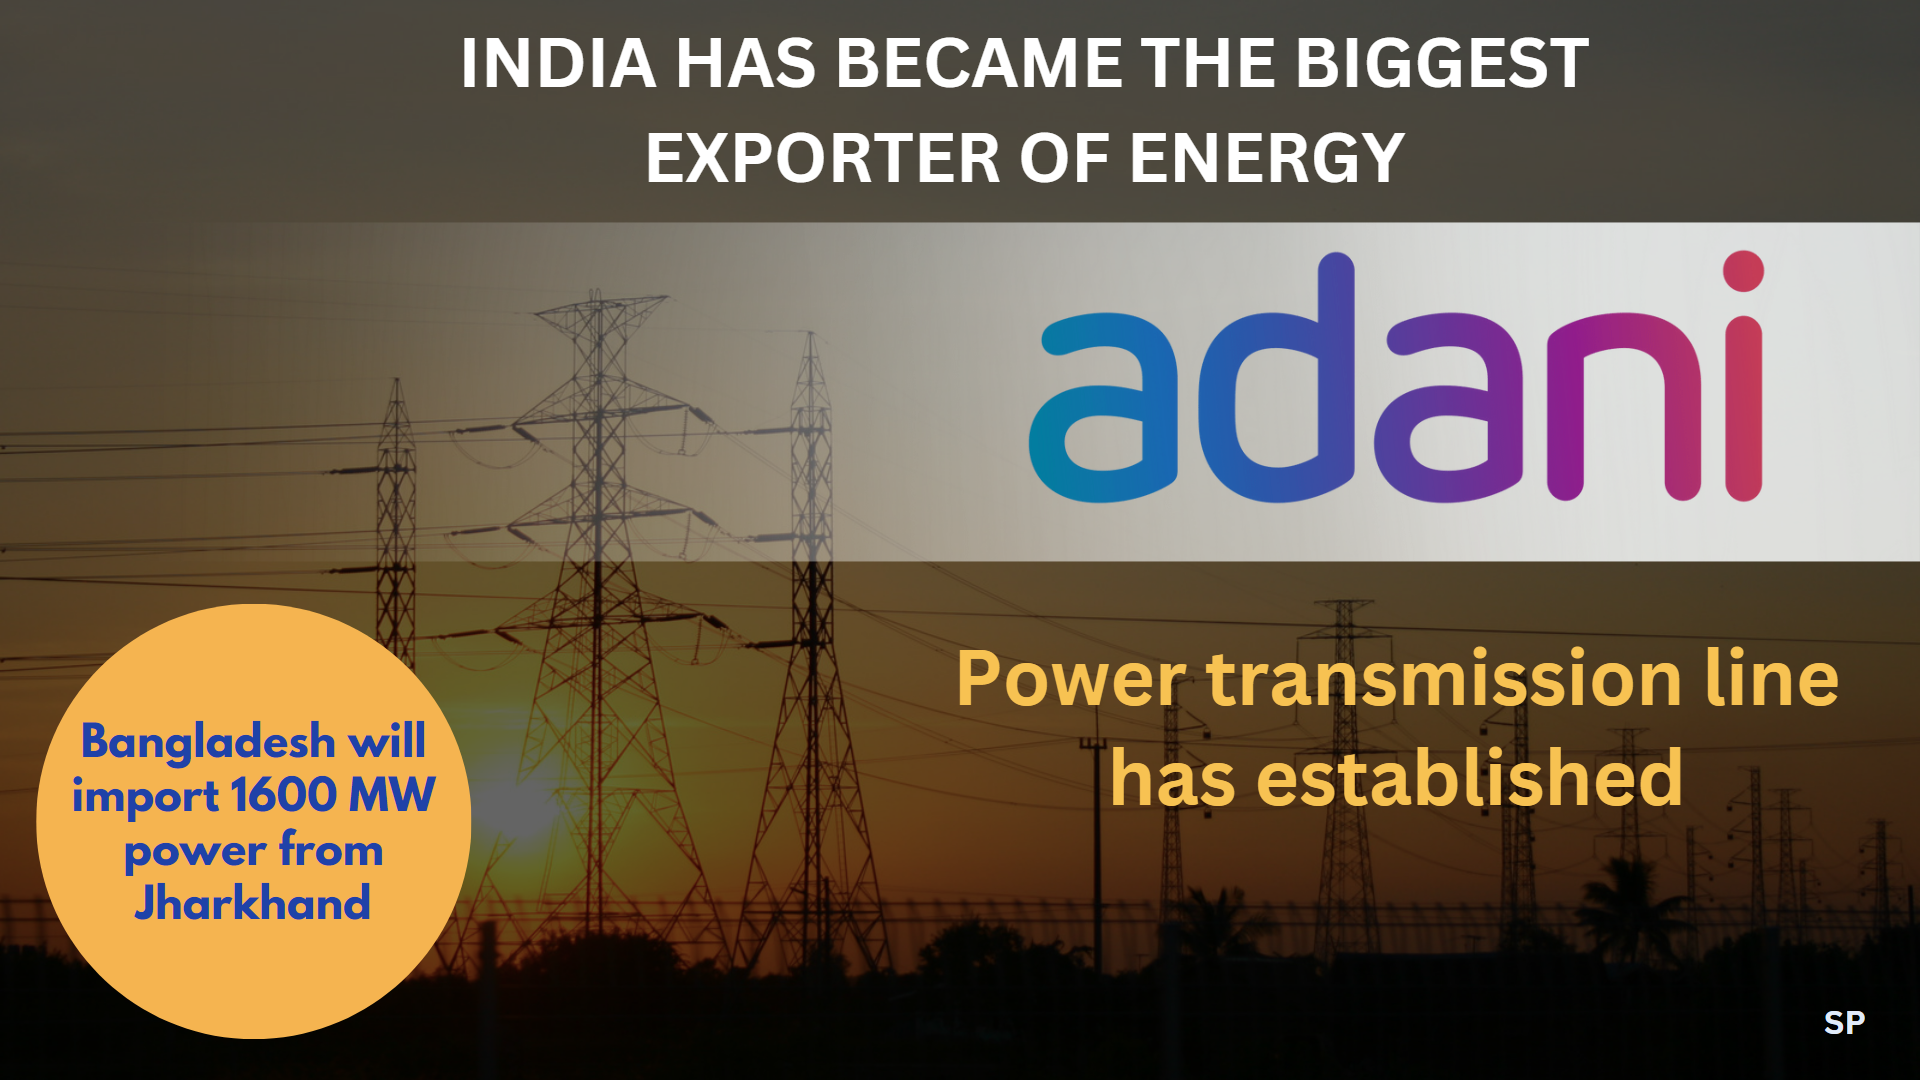 INDIA HAS BECAME THE BIGGEST
EXPORTER OF ENERGY
adani
Power transmission line
has established
Bangladesh will
import 1600 MW
power from
Jharkhand
SP